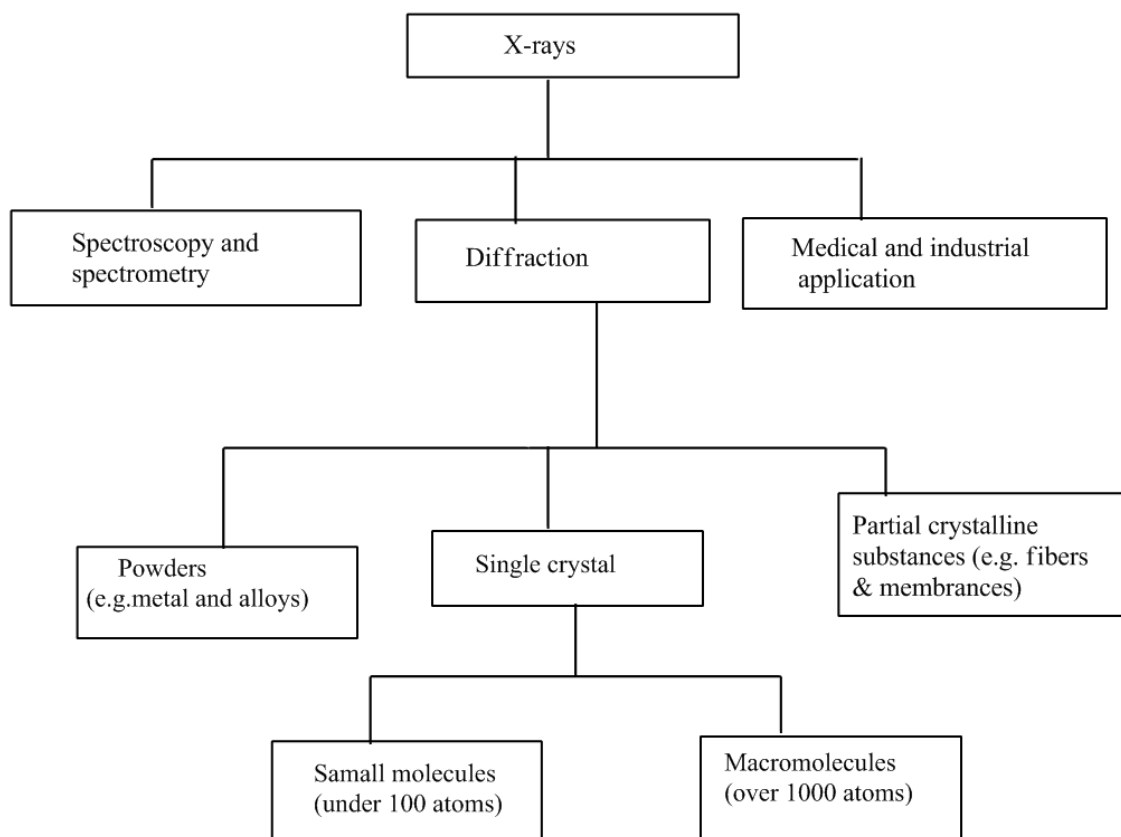 X-rays
Spectroscopy and
spectrometry
Diffraction
Medical and industrial
application
Powders
(e.g.metal and alloys)
Single crystal
Partial crystalline
substances (e.g. fibers
& membrances)
Samall molecules
(under 100 atoms)
Macromolecules
(over 1000 atoms)